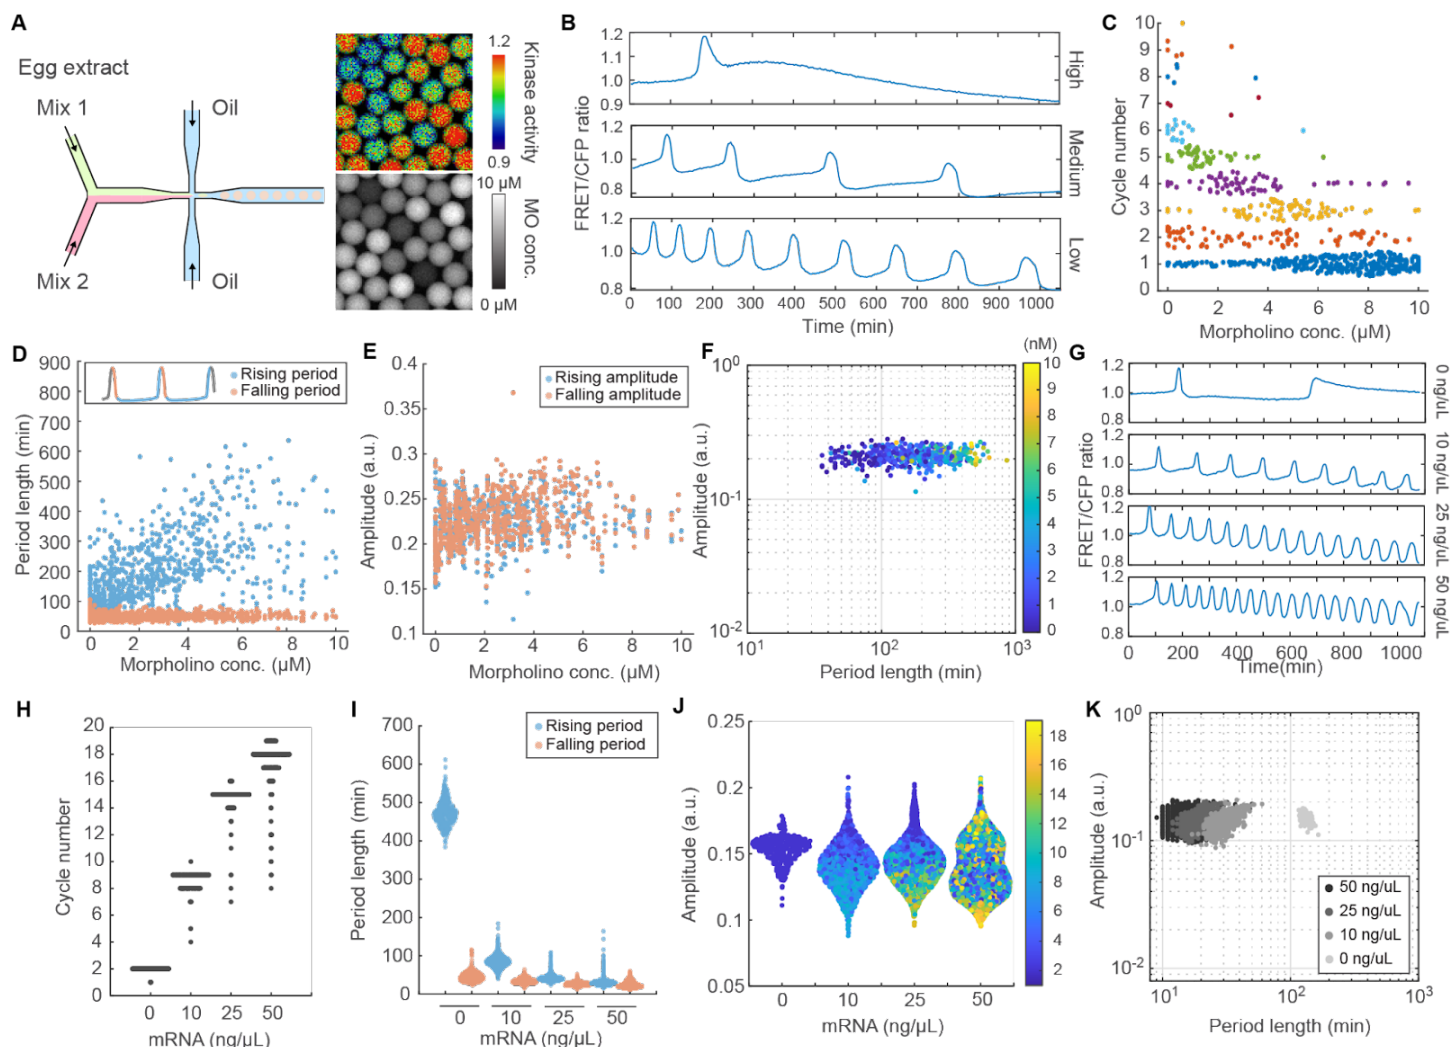 A
Egg extract
Mix 1
Oil
Mix 2
Oil
1.2
Kinase activity
0.9
10 µM
MO conc.
0 µM
B
1.2
1.1
1.0
0.9
High
1.2
1.0
0.8
Medium
1.2
1.0
0.8
Low
FRET/CFP ratio
0 100 200 300 400 500 600 700 800 900 1000
Time (min)
C
Cycle number
10
9
8
7
6
5
4
3
2
1
0
0 2 4 6 8 10
Morpholino conc. (µM)
D
Period length (min)
900
800
700
600
500
400
300
200
100
0
Rising period
Falling period
0 2 4 6 8 10
Morpholino conc. (µM)
E
Amplitude (a.u.)
0.4
0.35
0.3
0.25
0.2
0.15
0.1
Rising amplitude
Falling amplitude
0 2 4 6 8 10
Morpholino conc. (µM)
F
Amplitude (a.u.)
10⁰
10⁻¹
10⁻²
10¹ 10² 10³
Period length (min)
(nM)
10
9
8
7
6
5
4
3
2
1
0
G
FRET/CFP ratio
1.2
1.0
0.8
0 ng/uL
1.2
1.0
0.8
10 ng/uL
1.2
1.0
0.8
25 ng/uL
1.2
1.0
0.8
50 ng/uL
0 200 400 600 800 1000
Time(min)
H
Cycle number
20
18
16
14
12
10
8
6
4
2
0
0 10 25 50
mRNA (ng/µL)
I
Period length (min)
700
600
500
400
300
200
100
0
Rising period
Falling period
0 10 25 50
mRNA (ng/µL)
J
Amplitude (a.u.)
0.25
0.2
0.15
0.1
0.05
0 10 25 50
mRNA (ng/µL)
18
16
14
12
10
8
6
4
2
K
Amplitude (a.u.)
10⁰
10⁻¹
10⁻²
50 ng/uL
25 ng/uL
10 ng/uL
0 ng/uL
10¹ 10² 10³
Period length (min)